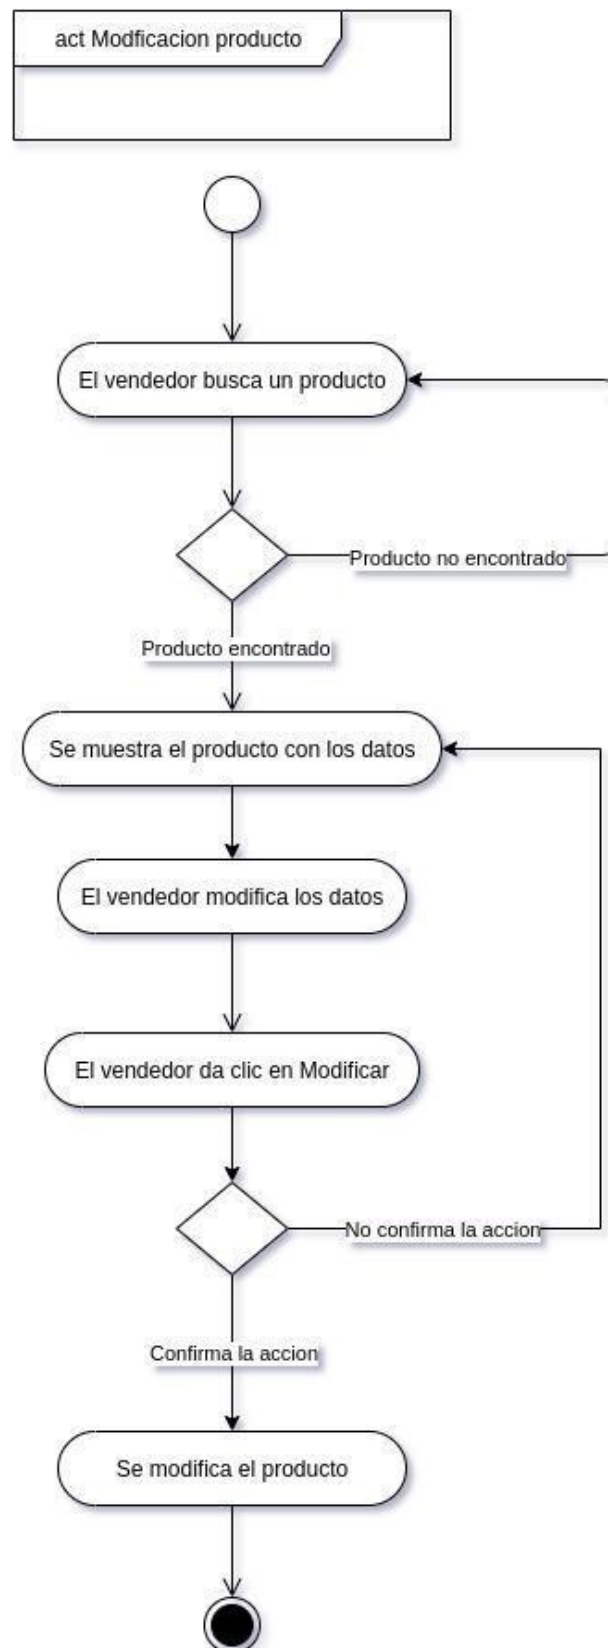 act Modficacion producto
El vendedor busca un producto
Producto no encontrado
Producto encontrado
Se muestra el producto con los datos
El vendedor modifica los datos
El vendedor da clic en Modificar
No confirma la accion
Confirma la accion
Se modifica el producto